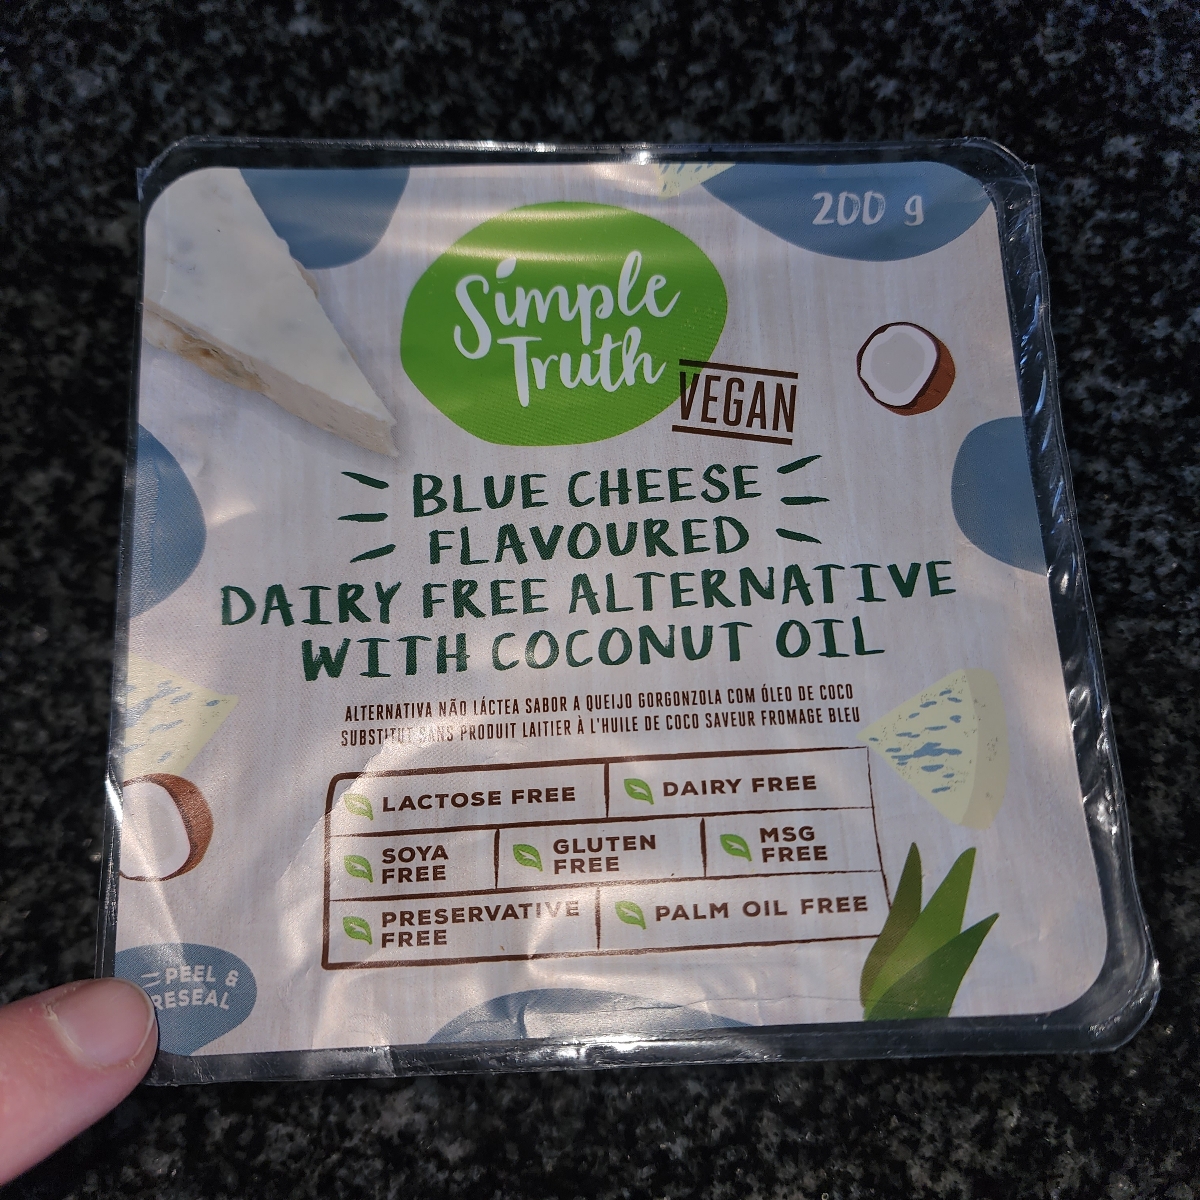 200 g
Simple
Truth
VEGAN
BLUE CHEESE
FLAVOURED
DAIRY FREE ALTERNATIVE
WITH COCONUT OIL
ALTERNATIVA NÃO LÁCTEA SABOR A QUEIJO GORGONZOLA COM ÓLEO DE COCO
SUBSTITUT SANS PRODUIT LAITIER À L'HUILE DE COCO SAVEUR FROMAGE BLEU
LACTOSE FREE
DAIRY FREE
SOYA
FREE
GLUTEN
FREE
MSG
FREE
PRESERVATIVE
FREE
PALM OIL FREE
PEEL &
RESEAL